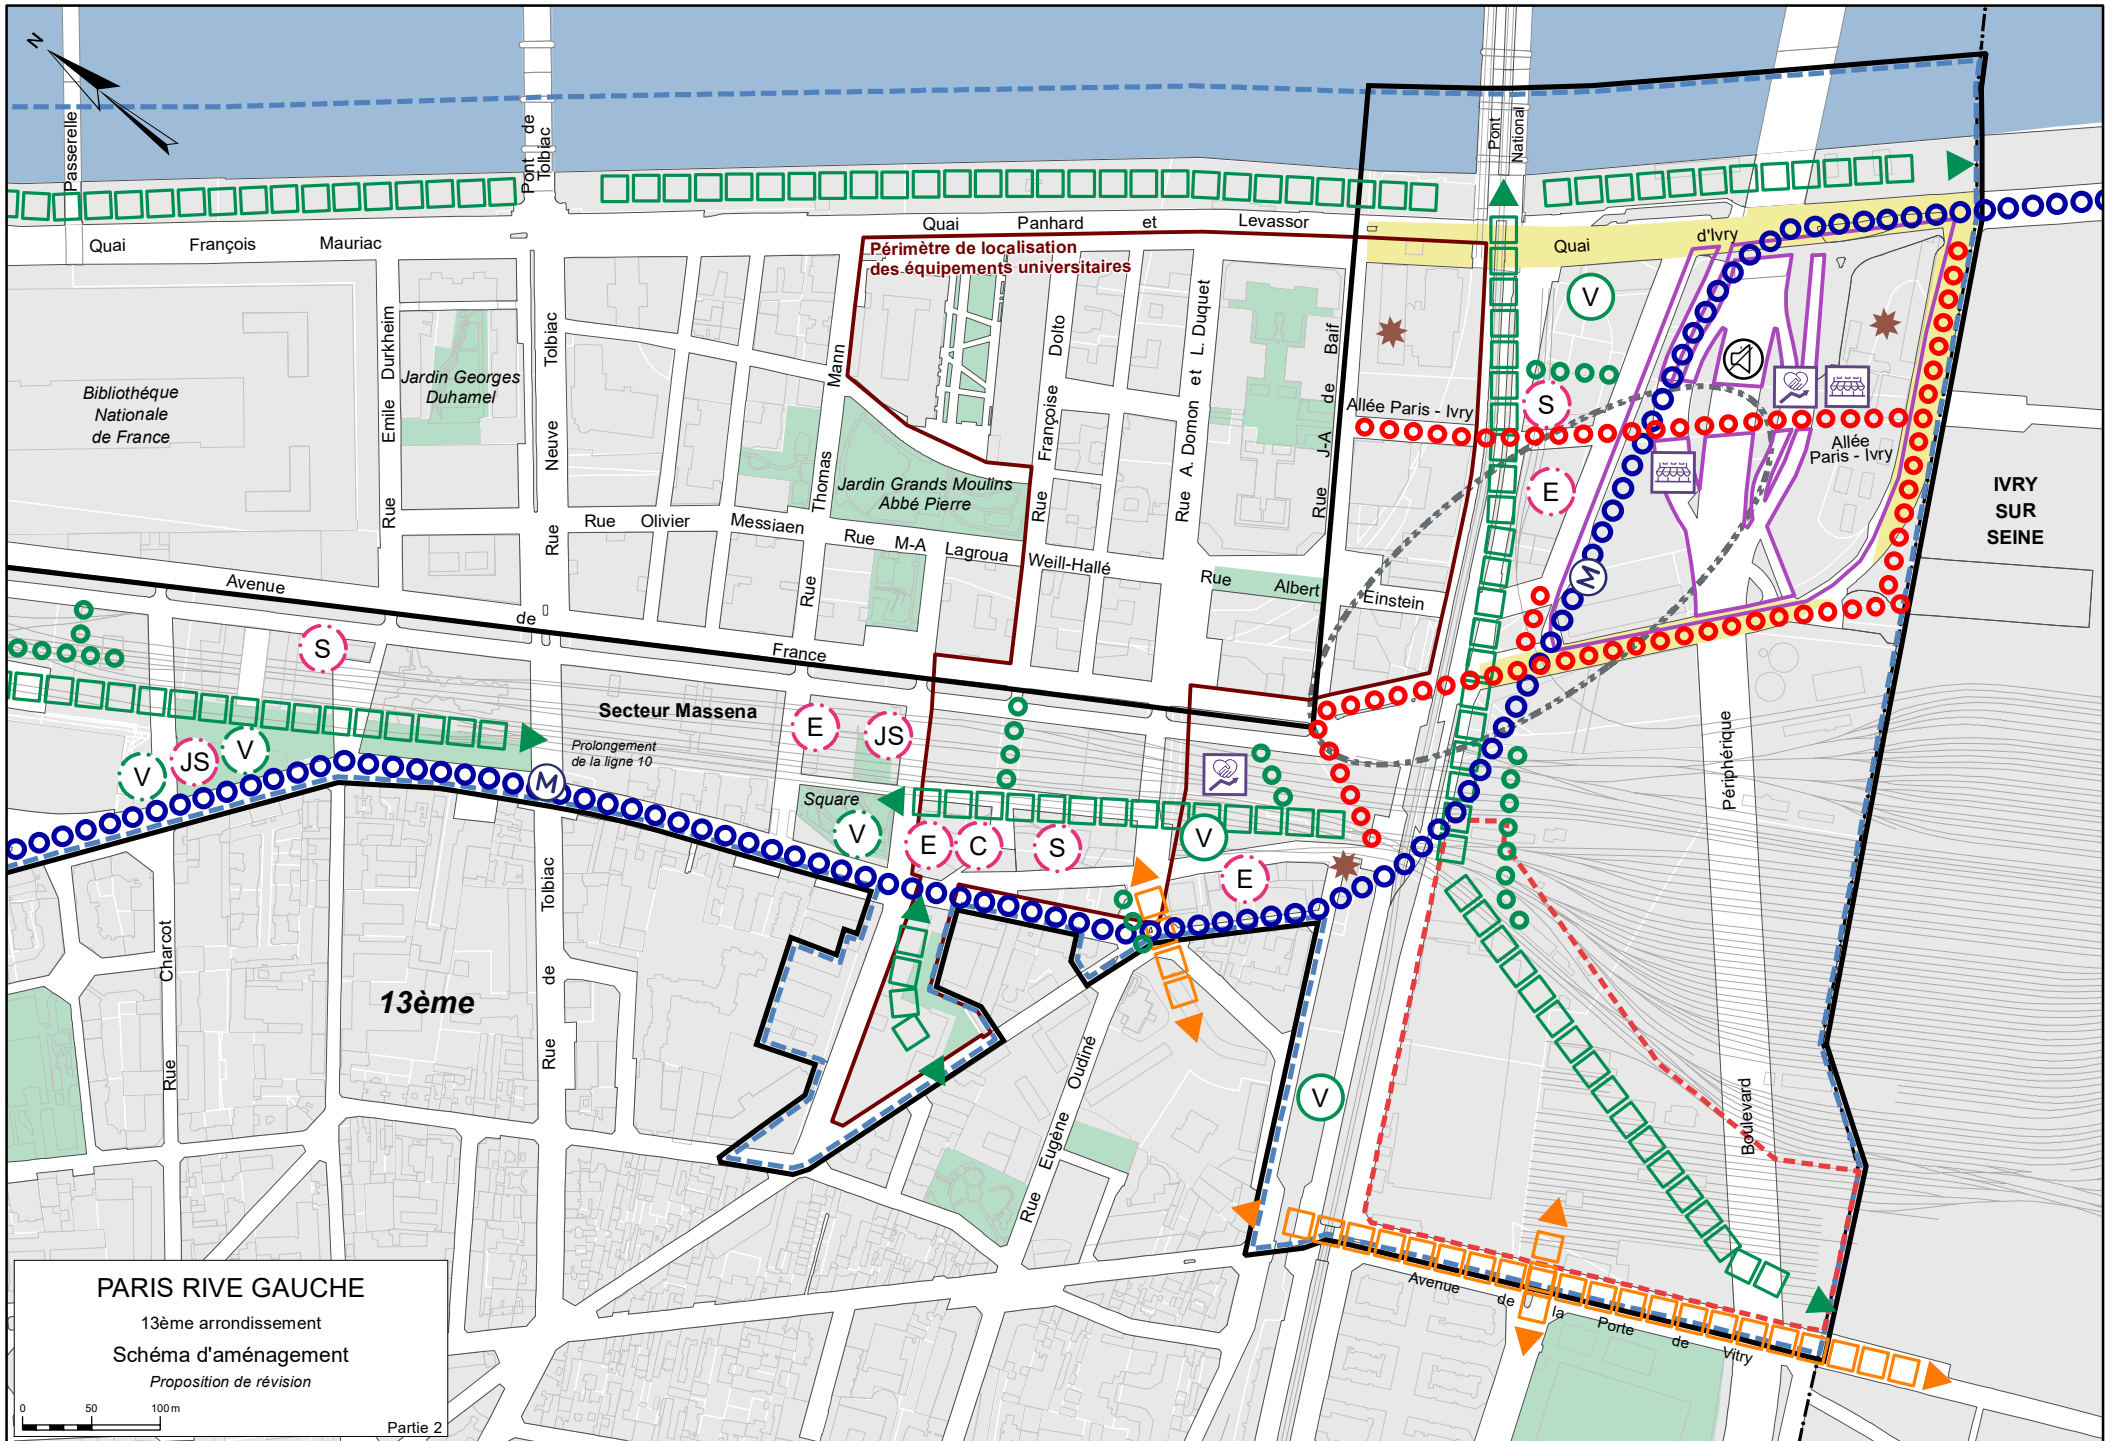 N
Passerelle
Pont de
Tolbiac
Pont
National
Quai François Mauriac
Quai Panhard et Levassor
Quai d'Ivry
Périmètre de localisation
des équipements universitaires
Bibliothéque
Nationale
de France
Rue Emile Durkheim
Jardin Georges
Duhamel
Rue Neuve Tolbiac
Rue Thomas Mann
Jardin Grands Moulins
Abbé Pierre
Rue Françoise Dolto
Rue A. Domon et L. Duquet
Rue J-A de Baif
Allée Paris - Ivry
Allée
Paris - Ivry
V
S
E
M
IVRY
SUR
SEINE
Rue Olivier Messiaen
Rue M-A Lagroua Weill-Hallé
Rue Albert Einstein
Avenue de France
S
Secteur Massena
Prolongement
de la ligne 10
E
JS
V
JS
V
M
Square
V
E
C
S
V
E
Périphérique
Boulevard
13ème
Rue Charcot
Rue de Tolbiac
Rue Eugène Oudiné
V
Avenue de la Porte de Vitry
PARIS RIVE GAUCHE
13ème arrondissement
Schéma d'aménagement
Proposition de révision
0 50 100 m
Partie 2